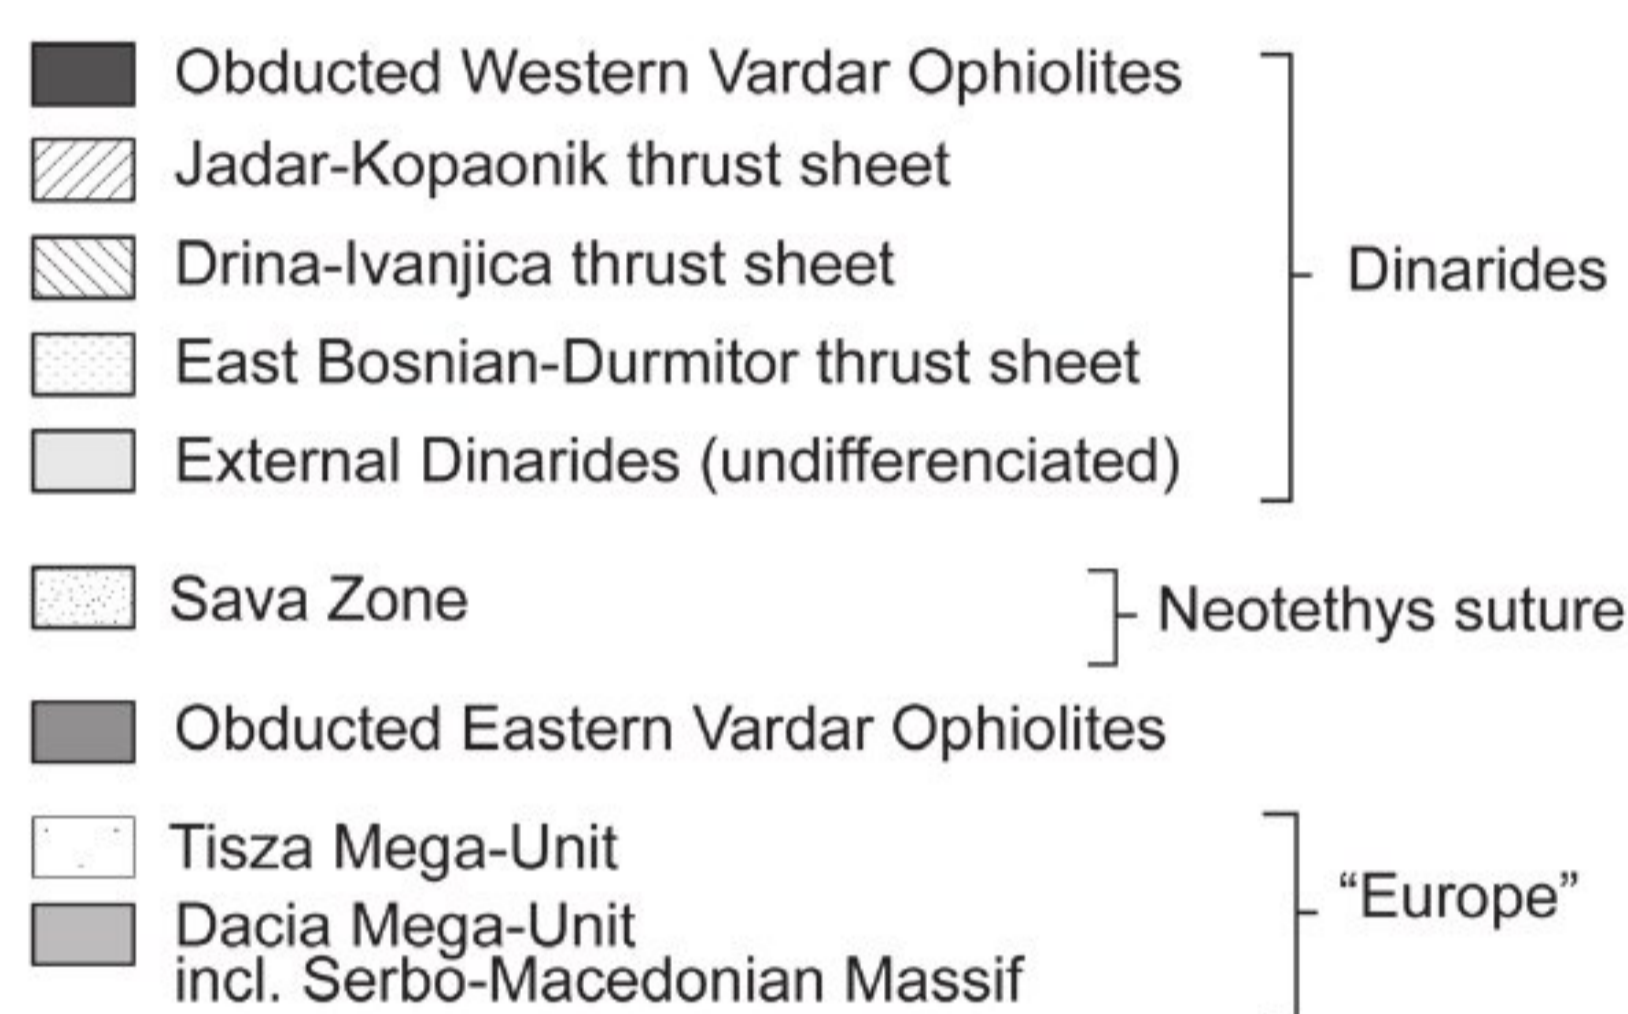 Obducted Western Vardar Ophiolites
Jadar-Kopaonik thrust sheet
Drina-Ivanjica thrust sheet
East Bosnian-Durmitor thrust sheet
External Dinarides (undifferenciated)
Dinarides
Sava Zone
Neotethys suture
Obducted Eastern Vardar Ophiolites
Tisza Mega-Unit
Dacia Mega-Unit
incl. Serbo-Macedonian Massif
“Europe”